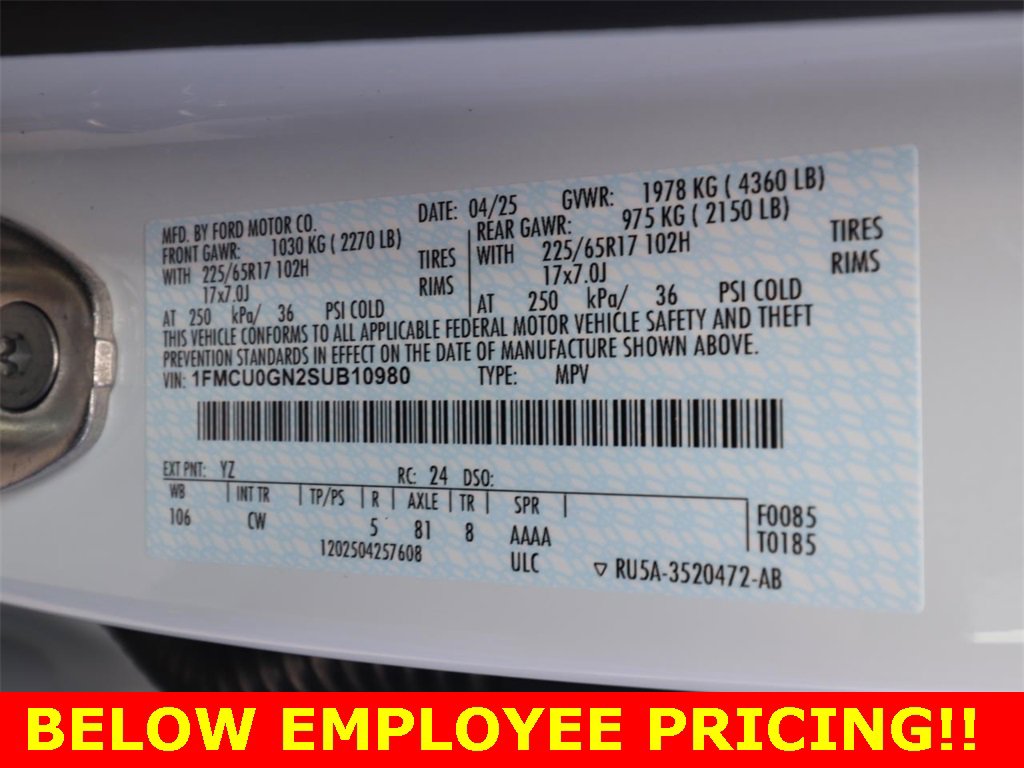 MFD. BY FORD MOTOR CO. DATE: 04/25 GVWR: 1978 KG ( 4360 LB)
FRONT GAWR: 1030 KG ( 2270 LB) REAR GAWR: 975 KG ( 2150 LB)
WITH 225/65R17 102H TIRES WITH 225/65R17 102H TIRES
17x7.0J RIMS 17x7.0J RIMS
AT 250 kPa/ 36 PSI COLD AT 250 kPa/ 36 PSI COLD
THIS VEHICLE CONFORMS TO ALL APPLICABLE FEDERAL MOTOR VEHICLE SAFETY AND THEFT
PREVENTION STANDARDS IN EFFECT ON THE DATE OF MANUFACTURE SHOWN ABOVE.
VIN: 1FMCU0GN2SUB10980 TYPE: MPV
EXT PNT: YZ RC: 24 DSO:
WB INT TR TP/PS R AXLE TR SPR
106 CW 5 81 8 AAAA F0085
1202504257608 ULC T0185
RU5A-3520472-AB
BELOW EMPLOYEE PRICING!!